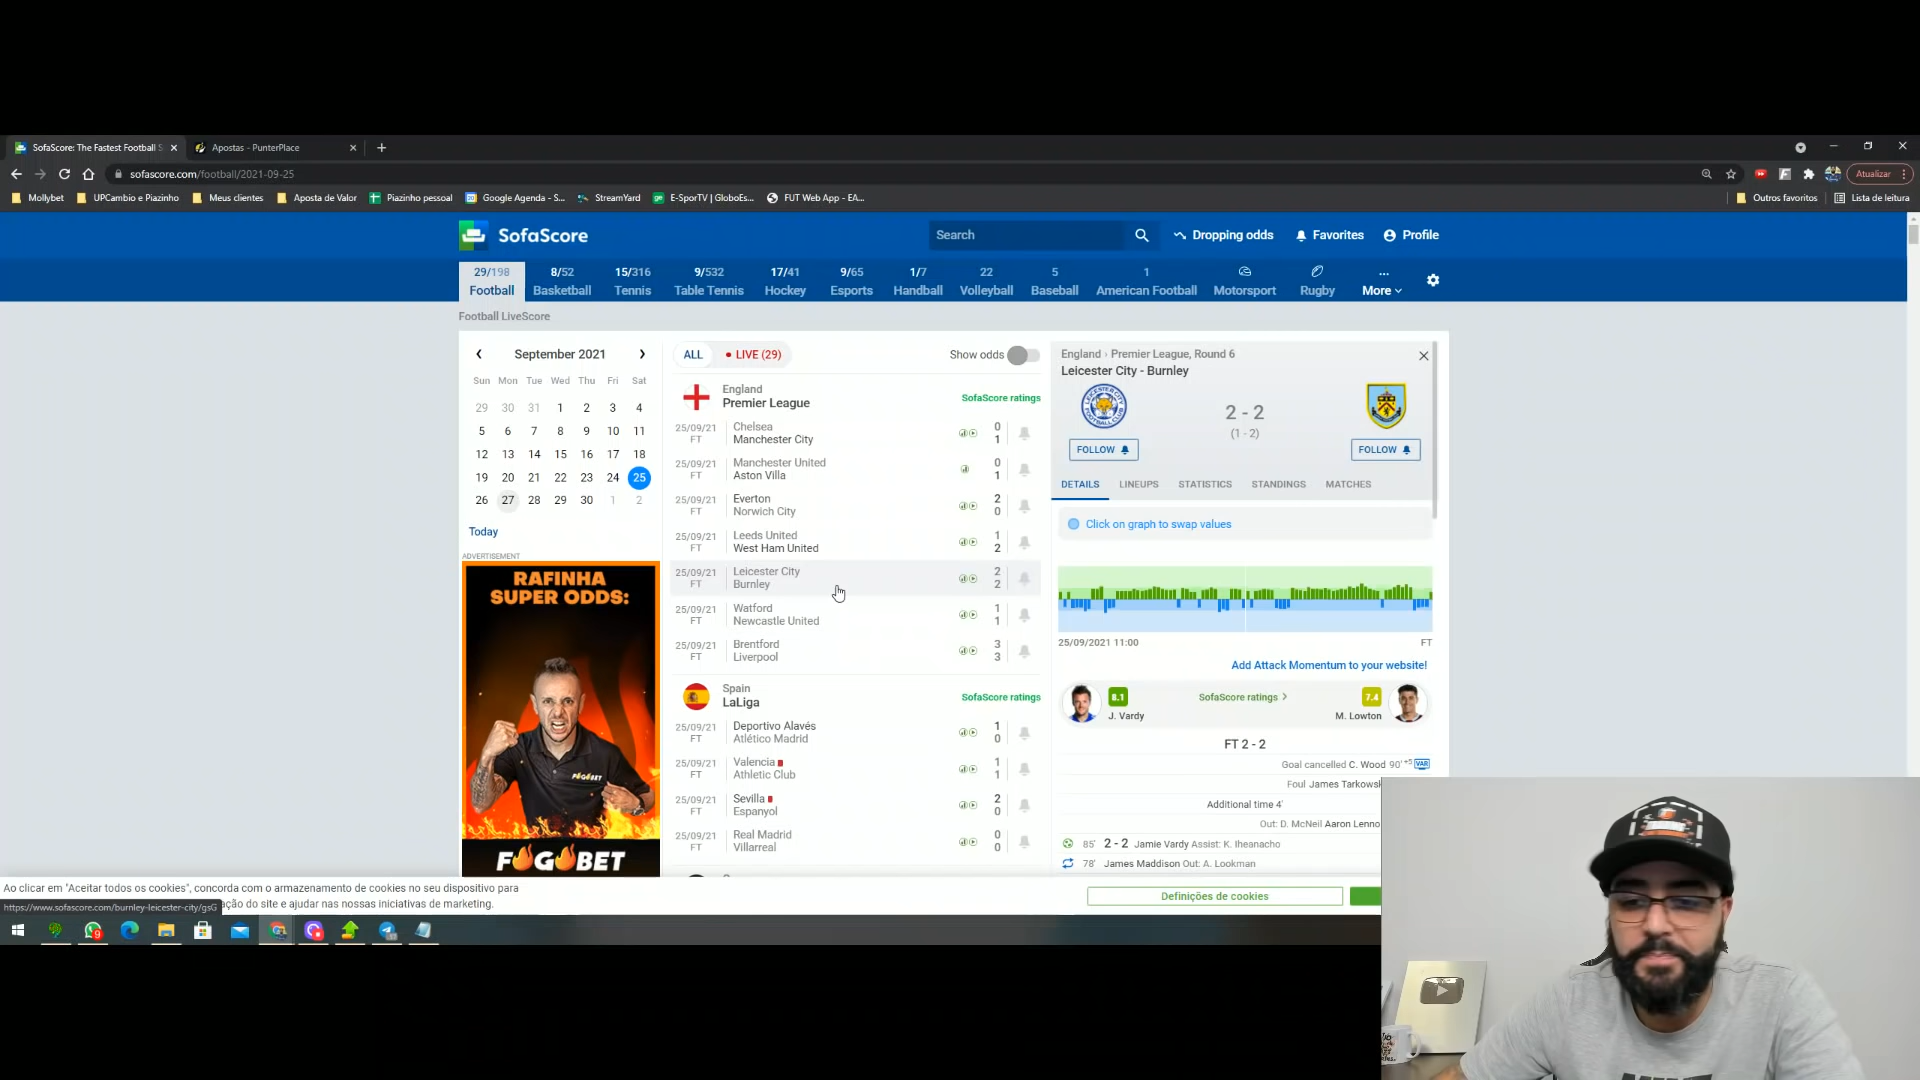 SofaScore: The Fastest Football S
Apostas - PunterPlace
sofascore.com/football/2021-09-25
Atualizar
Mollybet
UPCambio e Piazinho
Meus clientes
Aposta de Valor
Piazinho pessoal
Google Agenda - S...
StreamYard
E-SporTV | GloboEs...
FUT Web App - EA...
Outros favoritos
Lista de leitura
SofaScore
Search
Dropping odds
Favorites
Profile
29/198 8/52 15/316 9/532 17/41 9/65 1/7 22 5 1 ...
Football Basketball Tennis Table Tennis Hockey Esports Handball Volleyball Baseball American Football Motorsport Rugby More
Football LiveScore
September 2021
Sun Mon Tue Wed Thu Fri Sat
29 30 31 1 2 3 4
5 6 7 8 9 10 11
12 13 14 15 16 17 18
19 20 21 22 23 24 25
26 27 28 29 30 1 2
Today
ADVERTISEMENT
RAFINHA
SUPER ODDS:
FOGOBET
FOGOBET
ALL
LIVE (29)
Show odds
England
Premier League
SofaScore ratings
25/09/21 Chelsea 0
FT Manchester City 1
25/09/21 Manchester United 0
FT Aston Villa 1
25/09/21 Everton 2
FT Norwich City 0
25/09/21 Leeds United 1
FT West Ham United 2
25/09/21 Leicester City 2
FT Burnley 2
25/09/21 Watford 1
FT Newcastle United 1
25/09/21 Brentford 3
FT Liverpool 3
Spain
LaLiga
SofaScore ratings
25/09/21 Deportivo Alavés 1
FT Atlético Madrid 0
25/09/21 Valencia 1
FT Athletic Club 1
25/09/21 Sevilla 2
FT Espanyol 0
25/09/21 Real Madrid 0
FT Villarreal 0
England › Premier League, Round 6
Leicester City - Burnley
2 - 2
(1 - 2)
FOLLOW
FOLLOW
DETAILS LINEUPS STATISTICS STANDINGS MATCHES
Click on graph to swap values
25/09/2021 11:00 FT
Add Attack Momentum to your website!
8.1
J. Vardy
SofaScore ratings
7.4
M. Lowton
FT 2 - 2
Goal cancelled C. Wood 90'+5 VAR
Foul James Tarkowsk
Additional time 4'
Out: D. McNeil Aaron Lenno
85' 2 - 2 Jamie Vardy Assist: K. Iheanacho
78' James Maddison Out: A. Lookman
Ao clicar em "Aceitar todos os cookies", concorda com o armazenamento de cookies no seu dispositivo para
ação do site e ajudar nas nossas iniciativas de marketing.
https://www.sofascore.com/burnley-leicester-city/gsG
Definições de cookies